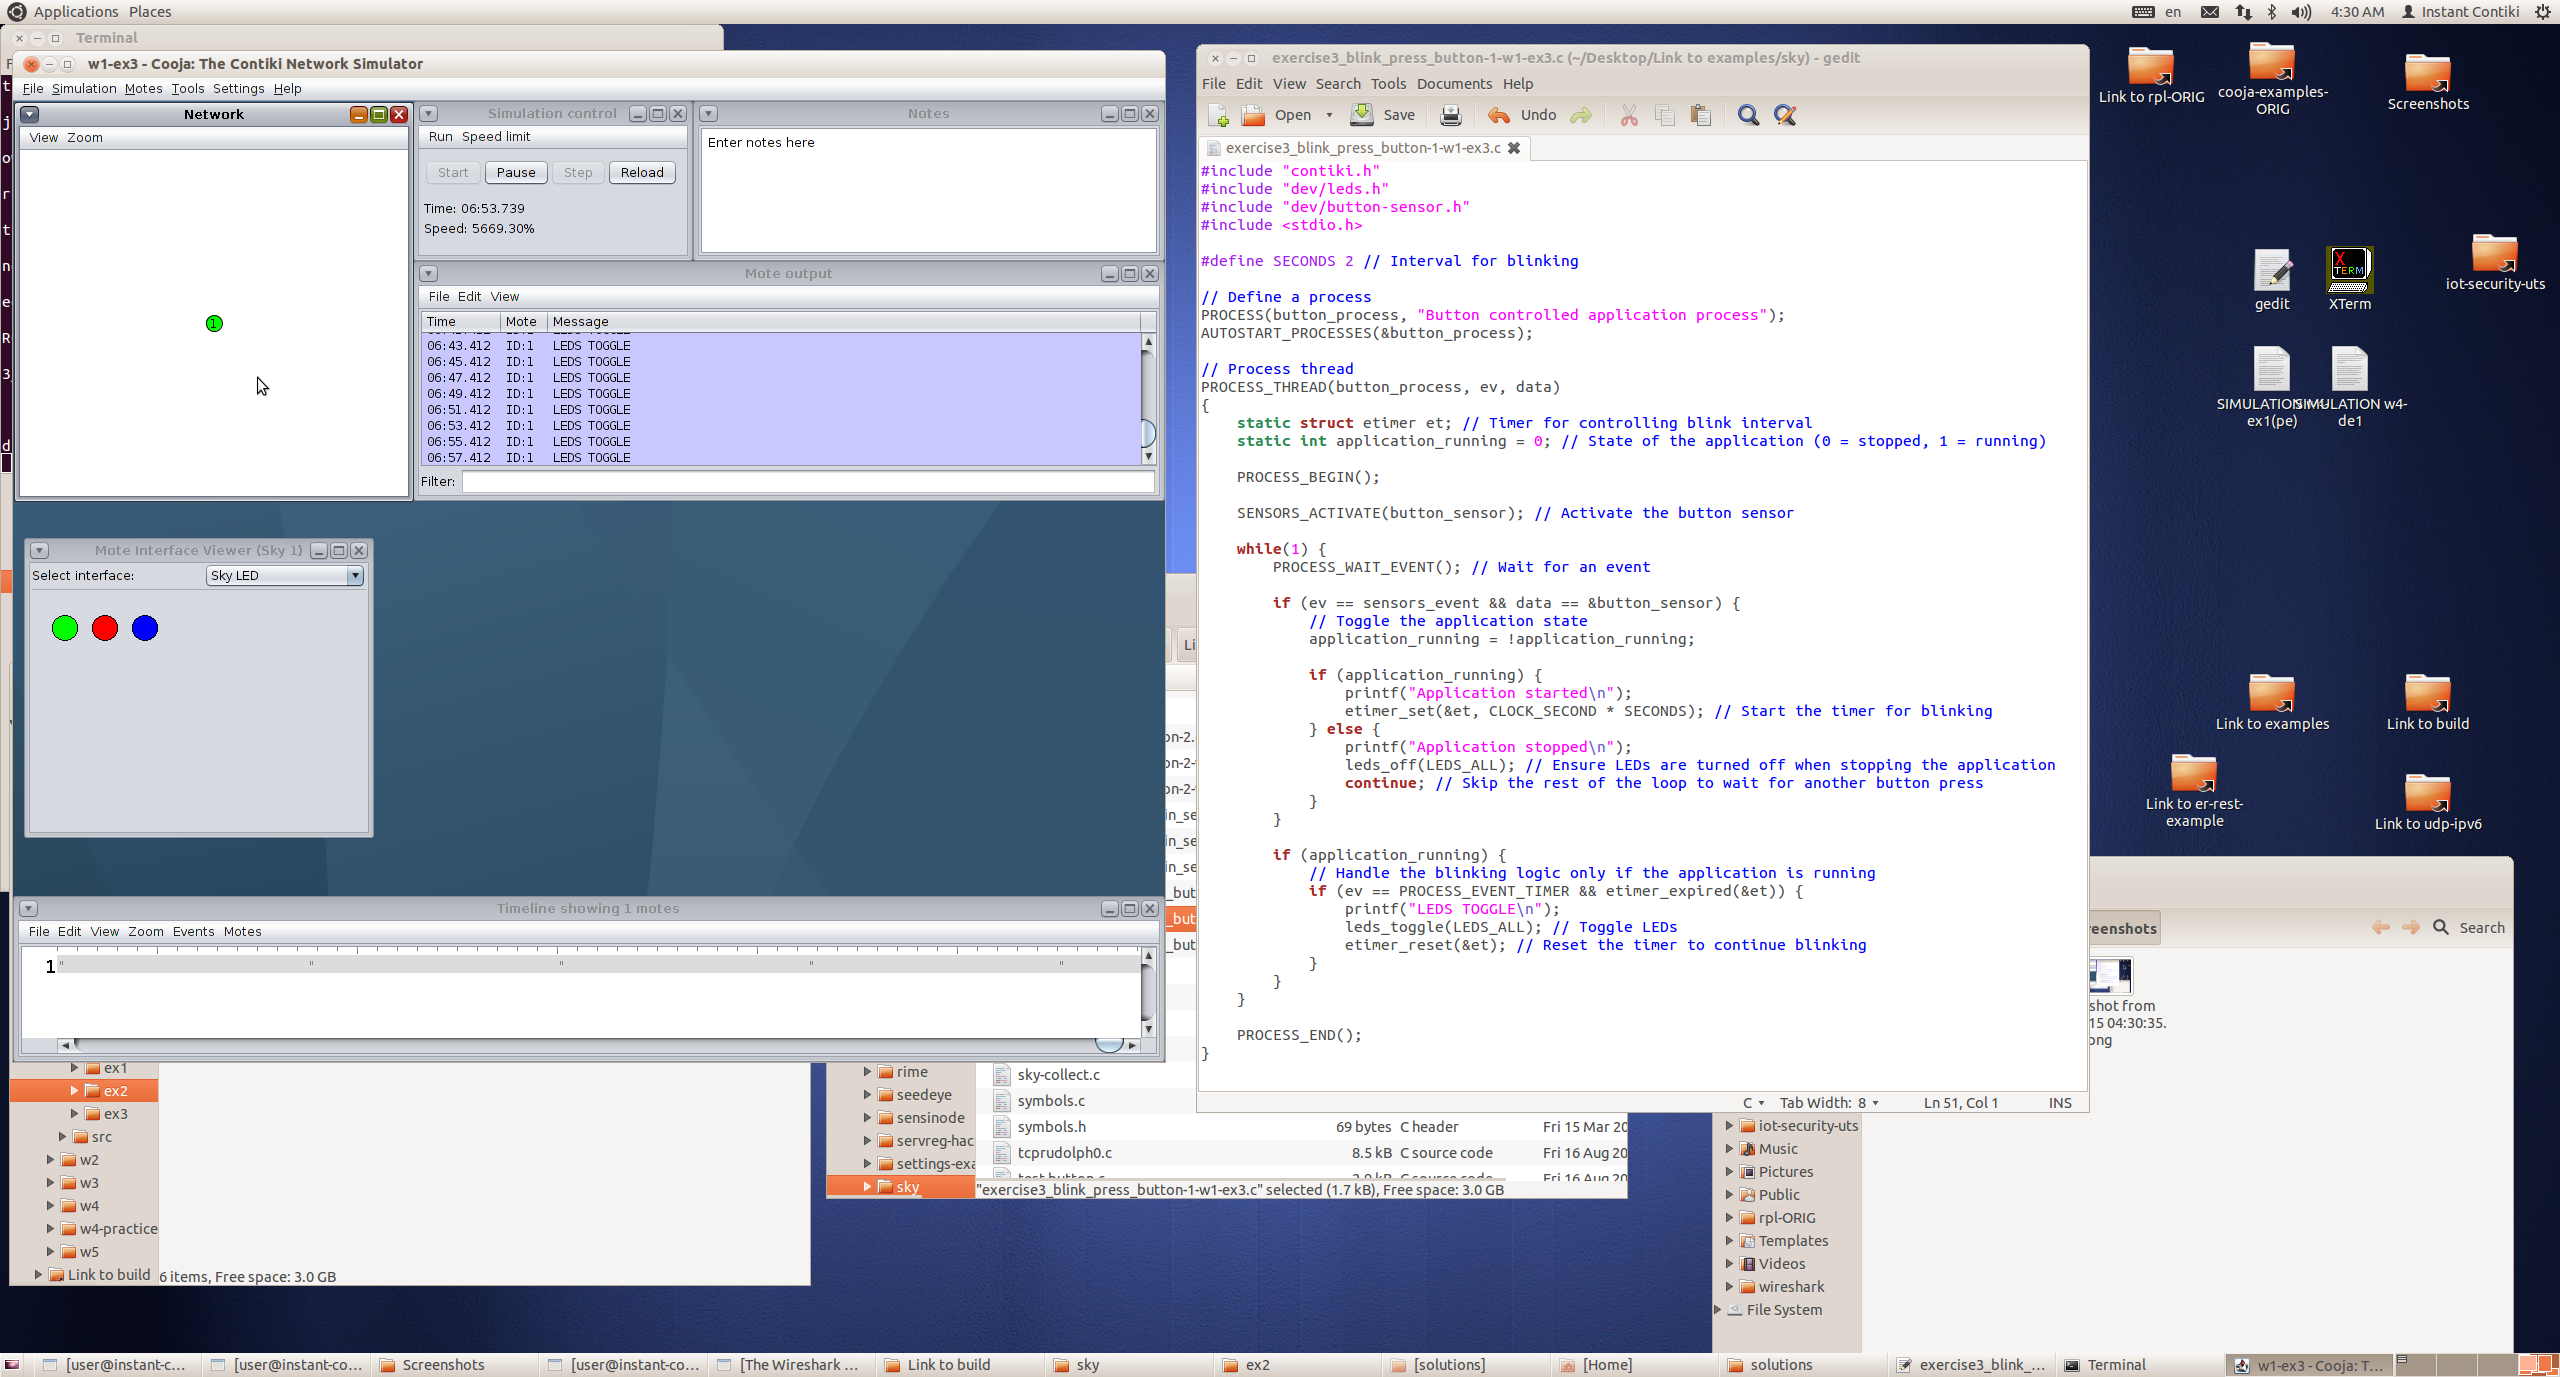 Applications Places
en 4:30 AM Instant Contiki
Terminal
w1-ex3 - Cooja: The Contiki Network Simulator
File Simulation Motes Tools Settings Help
Network
View Zoom
1
Simulation control
Run Speed limit
Start Pause Step Reload
Time: 06:53.739
Speed: 5669.30%
Notes
Enter notes here
Mote output
File Edit View
Time Mote Message
06:43.412 ID:1 LEDS TOGGLE
06:45.412 ID:1 LEDS TOGGLE
06:47.412 ID:1 LEDS TOGGLE
06:49.412 ID:1 LEDS TOGGLE
06:51.412 ID:1 LEDS TOGGLE
06:53.412 ID:1 LEDS TOGGLE
06:55.412 ID:1 LEDS TOGGLE
06:57.412 ID:1 LEDS TOGGLE
Filter:
Mote Interface Viewer (Sky 1)
Select interface: Sky LED
Timeline showing 1 motes
File Edit View Zoom Events Motes
1
exercise3_blink_press_button-1-w1-ex3.c (~/Desktop/Link to examples/sky) - gedit
File Edit View Search Tools Documents Help
Open Save Undo
exercise3_blink_press_button-1-w1-ex3.c
#include "contiki.h"
#include "dev/leds.h"
#include "dev/button-sensor.h"
#include <stdio.h>
#define SECONDS 2 // Interval for blinking
// Define a process
PROCESS(button_process, "Button controlled application process");
AUTOSTART_PROCESSES(&button_process);
// Process thread
PROCESS_THREAD(button_process, ev, data)
{
static struct etimer et; // Timer for controlling blink interval
static int application_running = 0; // State of the application (0 = stopped, 1 = running)
PROCESS_BEGIN();
SENSORS_ACTIVATE(button_sensor); // Activate the button sensor
while(1) {
PROCESS_WAIT_EVENT(); // Wait for an event
if (ev == sensors_event && data == &button_sensor) {
// Toggle the application state
application_running = !application_running;
if (application_running) {
printf("Application started\n");
etimer_set(&et, CLOCK_SECOND * SECONDS); // Start the timer for blinking
} else {
printf("Application stopped\n");
leds_off(LEDS_ALL); // Ensure LEDs are turned off when stopping the application
continue; // Skip the rest of the loop to wait for another button press
}
}
if (application_running) {
// Handle the blinking logic only if the application is running
if (ev == PROCESS_EVENT_TIMER && etimer_expired(&et)) {
printf("LEDS TOGGLE\n");
leds_toggle(LEDS_ALL); // Toggle LEDs
etimer_reset(&et); // Reset the timer to continue blinking
}
}
}
PROCESS_END();
}
C Tab Width: 8 Ln 51, Col 1 INS
Link to rpl-ORIG
cooja-examples-
ORIG
Screenshots
gedit
XTERM
XTerm
iot-security-uts
ex1(pe)
SIMULATION w4-
de1
Link to examples
Link to build
Link to er-rest-
example
Link to udp-ipv6
reenshots
Search
shot from
15 04:30:35.
ong
ex1
ex2
ex3
src
w2
w3
w4
w4-practice
w5
Link to build
6 items, Free space: 3.0 GB
rime
seedeye
sensinode
servreg-hac
settings-exa
sky
sky-collect.c
symbols.c
symbols.h 69 bytes C header Fri 15 Mar 20
tcprudolph0.c 8.5 kB C source code Fri 16 Aug 20
"exercise3_blink_press_button-1-w1-ex3.c" selected (1.7 kB), Free space: 3.0 GB
iot-security-uts
Music
Pictures
Public
rpl-ORIG
Templates
Videos
wireshark
File System
[user@instant-c...
[user@instant-co...
Screenshots
[user@instant-co...
[The Wireshark ...
Link to build
sky
ex2
[solutions]
[Home]
solutions
exercise3_blink_...
Terminal
w1-ex3 - Cooja: T...